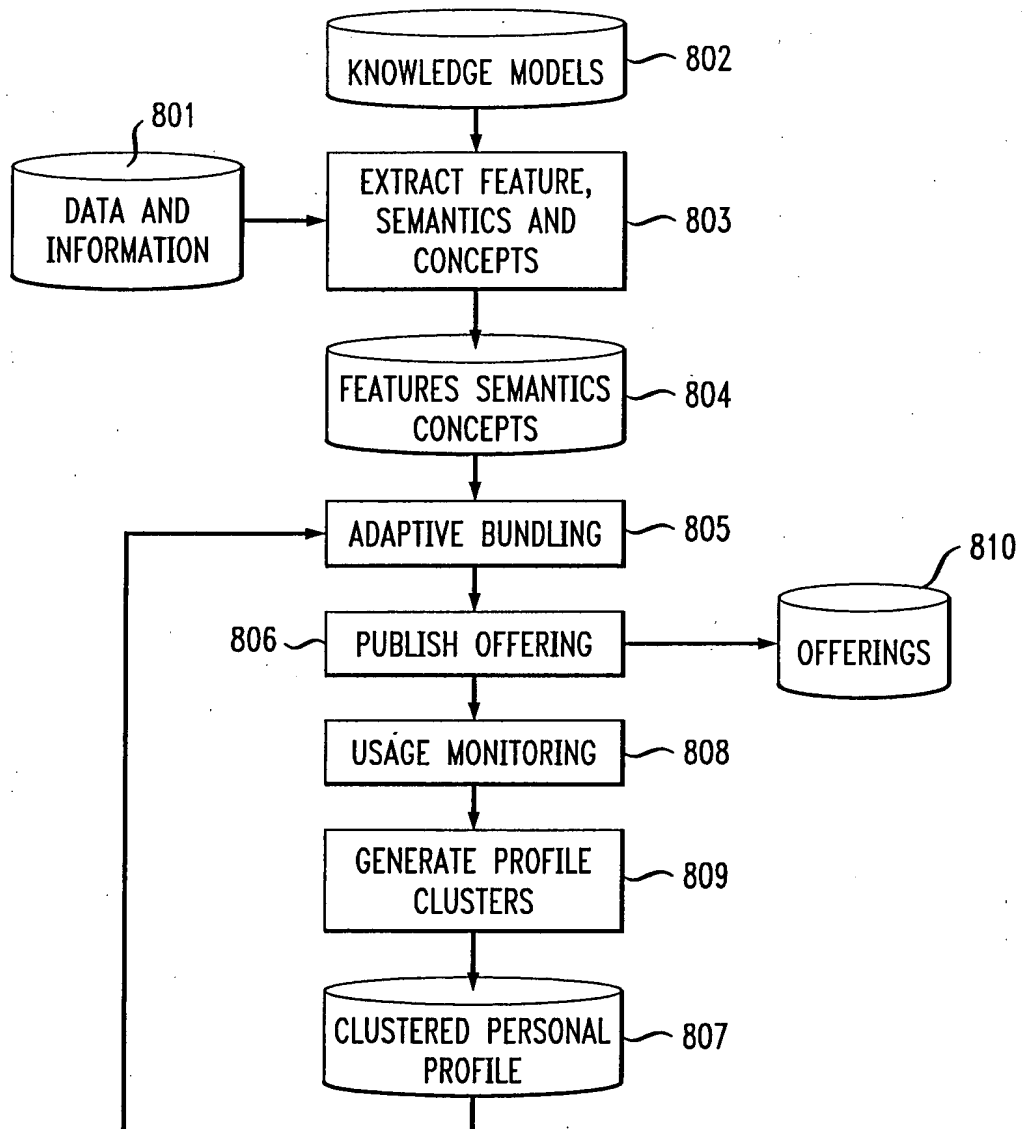 KNOWLEDGE MODELS
802
801
DATA AND
INFORMATION
EXTRACT FEATURE,
SEMANTICS AND
CONCEPTS
803
FEATURES SEMANTICS
CONCEPTS
804
ADAPTIVE BUNDLING
805
810
806
PUBLISH OFFERING
OFFERINGS
USAGE MONITORING
808
GENERATE PROFILE
CLUSTERS
809
CLUSTERED PERSONAL
PROFILE
807